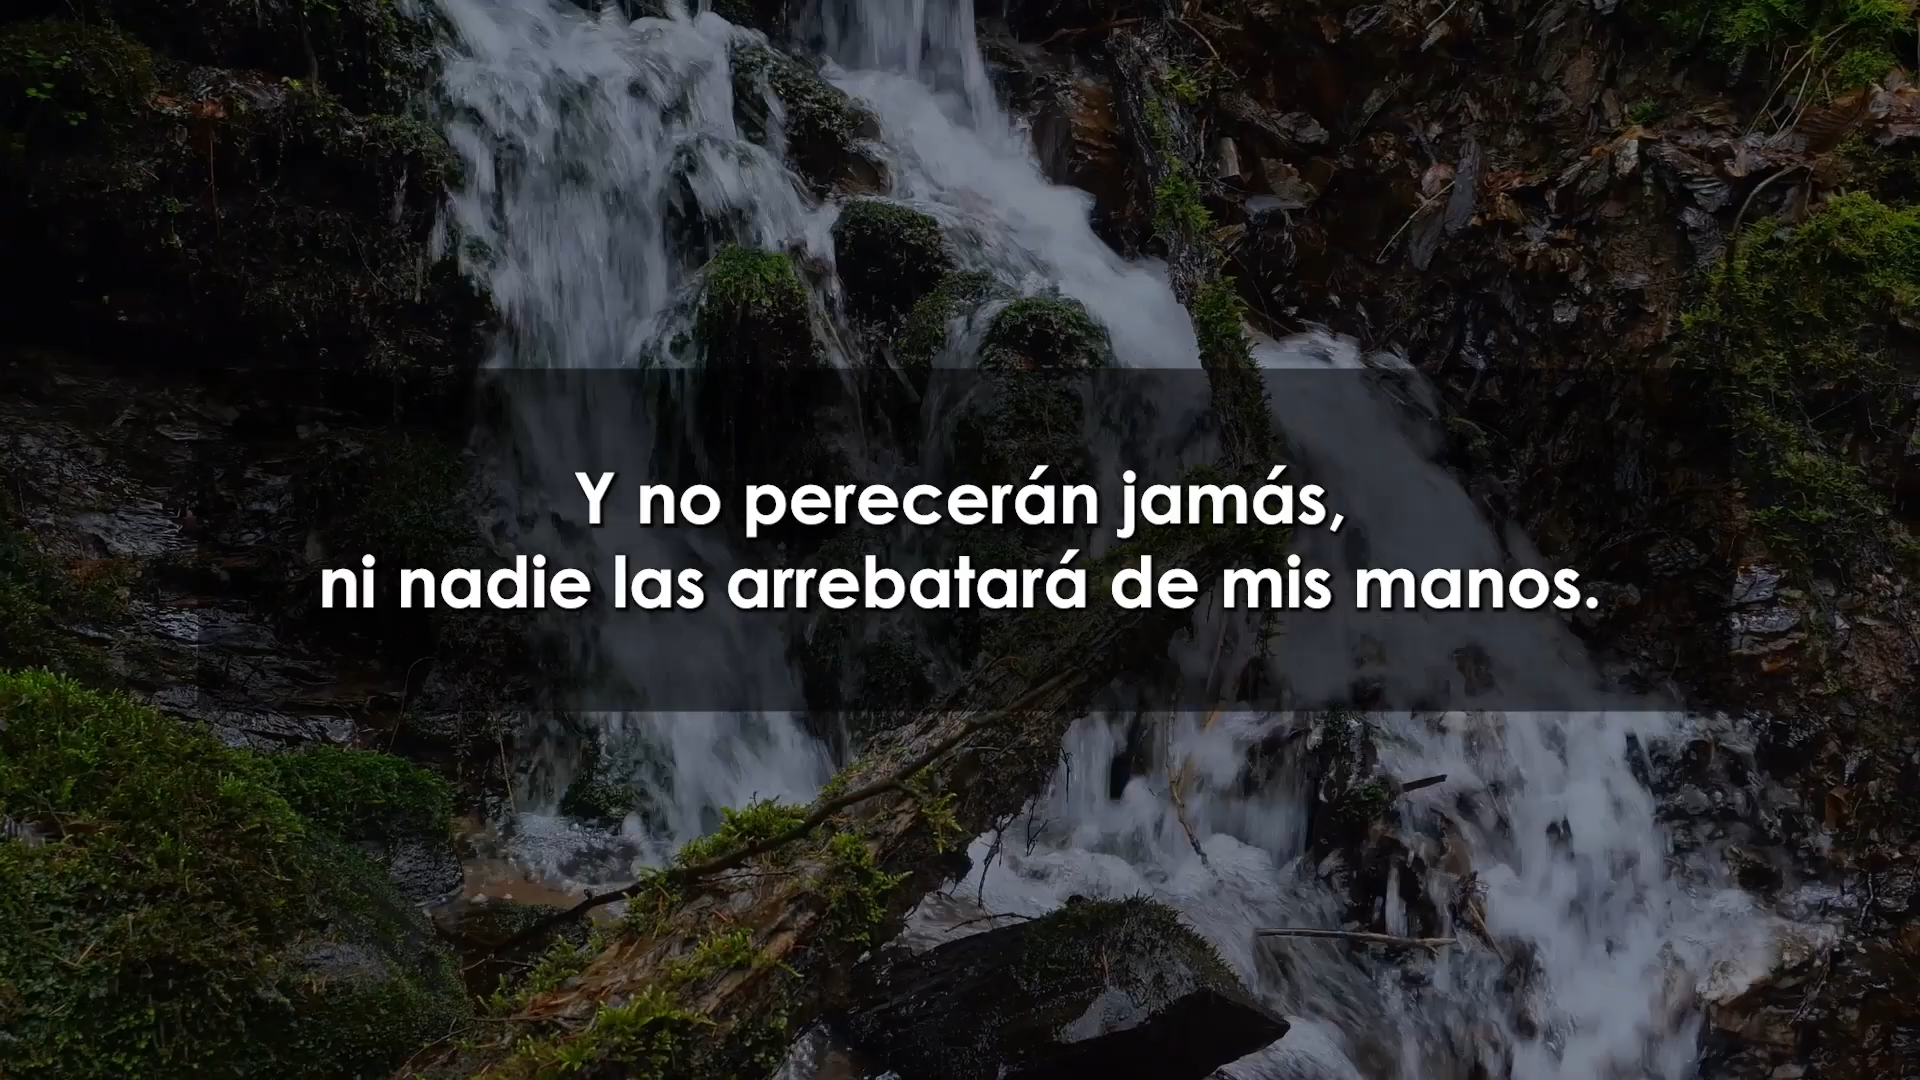 Y no perecerán jamás,
ni nadie las arrebatará de mis manos.